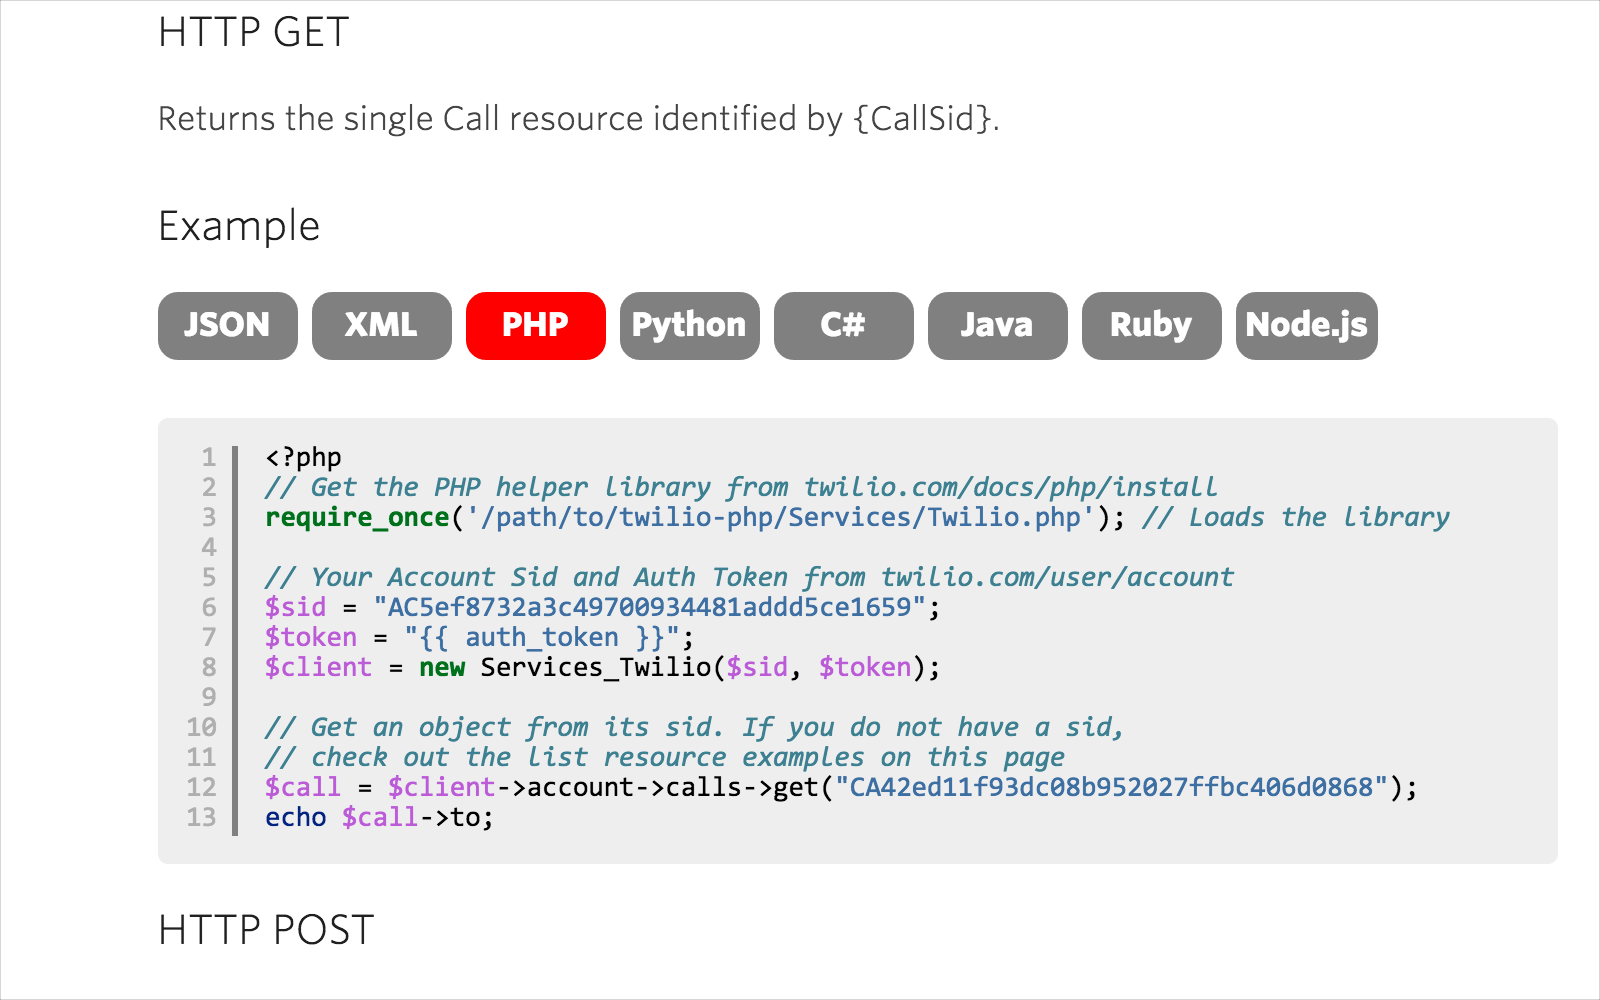 HTTP GET
Returns the single Call resource identified by {CallSid}.
Example
JSON XML PHP Python C# Java Ruby Node.js
1 <?php
2 // Get the PHP helper library from twilio.com/docs/php/install
3 require_once('/path/to/twilio-php/Services/Twilio.php'); // Loads the library
4
5 // Your Account Sid and Auth Token from twilio.com/user/account
6 $sid = "AC5ef8732a3c49700934481addd5ce1659";
7 $token = "{{ auth_token }}";
8 $client = new Services_Twilio($sid, $token);
9
10 // Get an object from its sid. If you do not have a sid,
11 // check out the list resource examples on this page
12 $call = $client->account->calls->get("CA42ed11f93dc08b952027ffbc406d0868");
13 echo $call->to;
HTTP POST